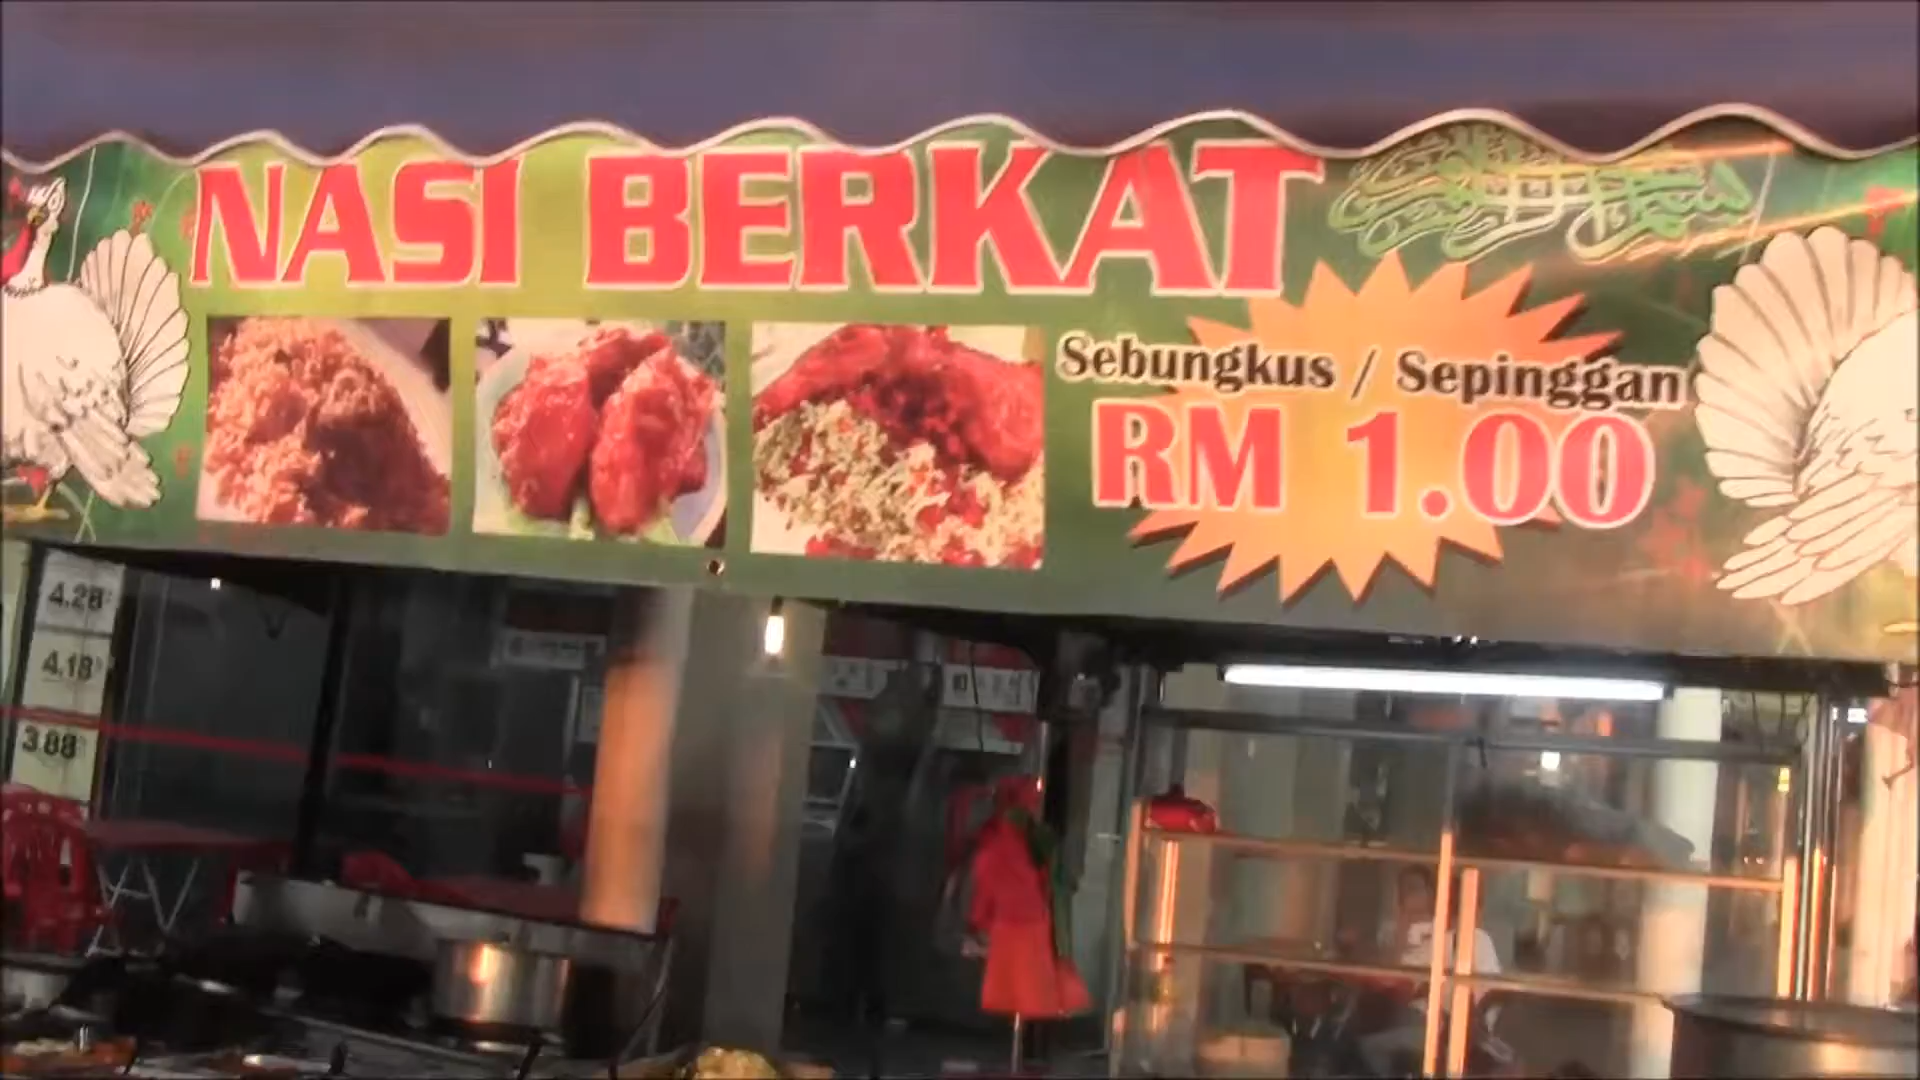 NASI BERKAT
Sebungkus / Sepinggan
RM 1.00
4.28
4.18
3.88